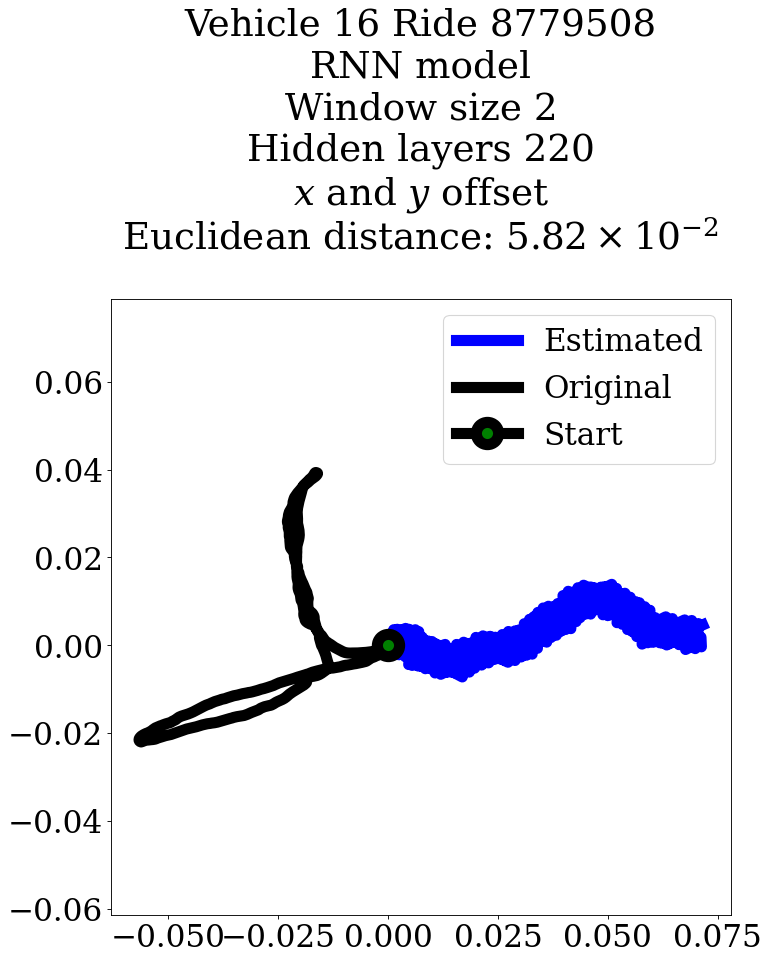 Vehicle 16 Ride 8779508
RNN model
Window size 2
Hidden layers 220
x and y offset
Euclidean distance: 5.82 × 10⁻²
Estimated
Original
Start
0.06
0.04
0.02
0.00
−0.02
−0.04
−0.06
−0.050 −0.025 0.000 0.025 0.050 0.075